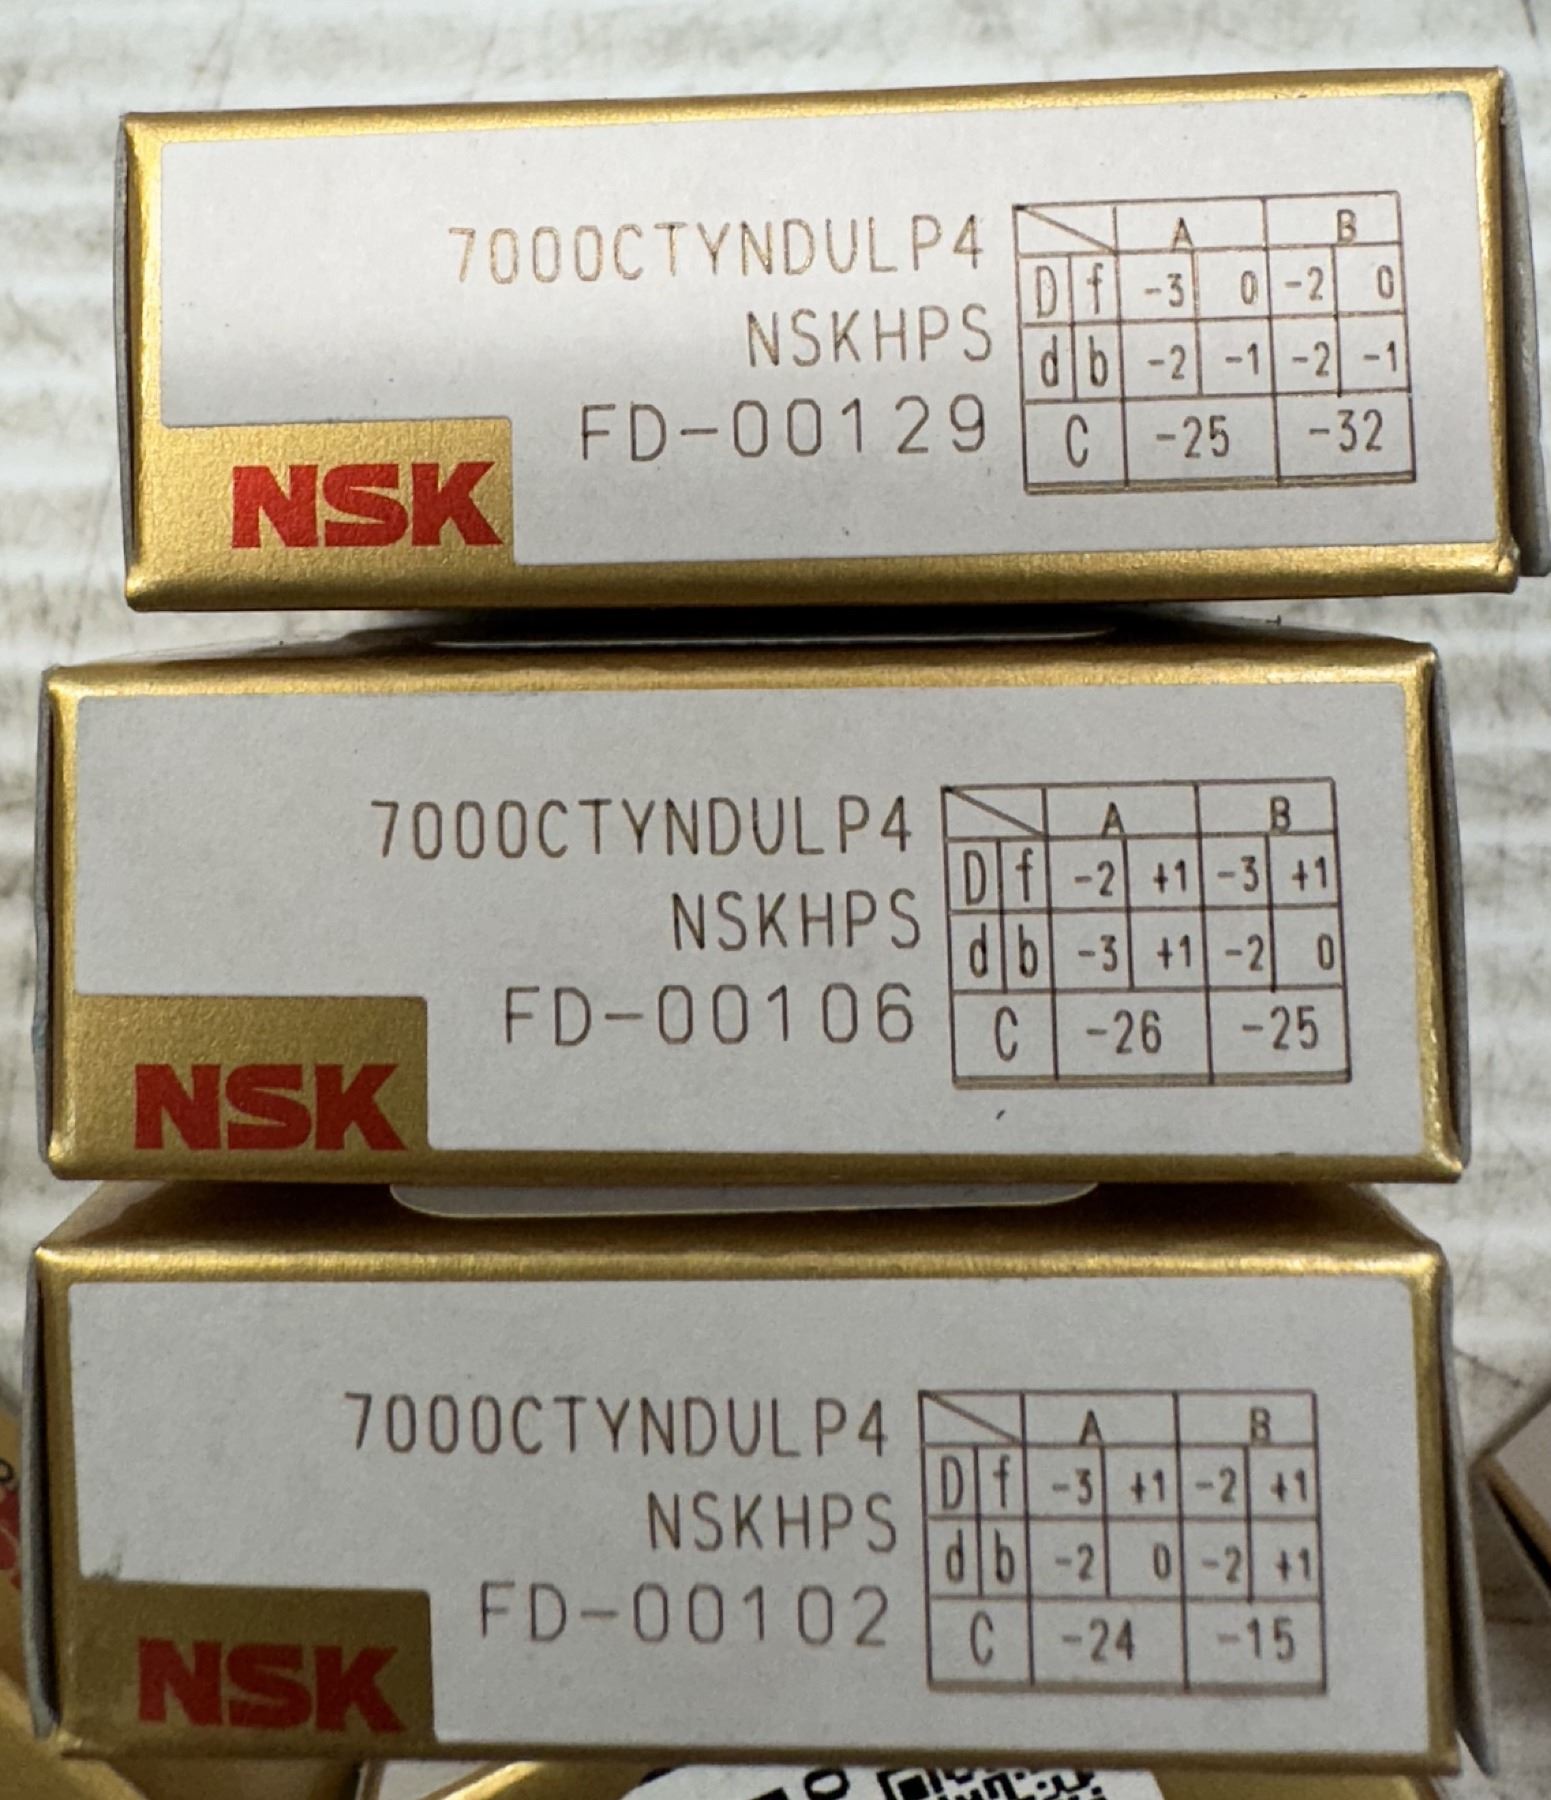 7000CTYNDULP4
NSKHPS
FD-00129
NSK
A B
D f -3 0 -2 0
d b -2 -1 -2 -1
C -25 -32
7000CTYNDULP4
NSKHPS
FD-00106
NSK
A B
D f -2 +1 -3 +1
d b -3 +1 -2 0
C -26 -25
7000CTYNDULP4
NSKHPS
FD-00102
NSK
A B
D f -3 +1 -2 +1
d b -2 0 -2 +1
C -24 -15